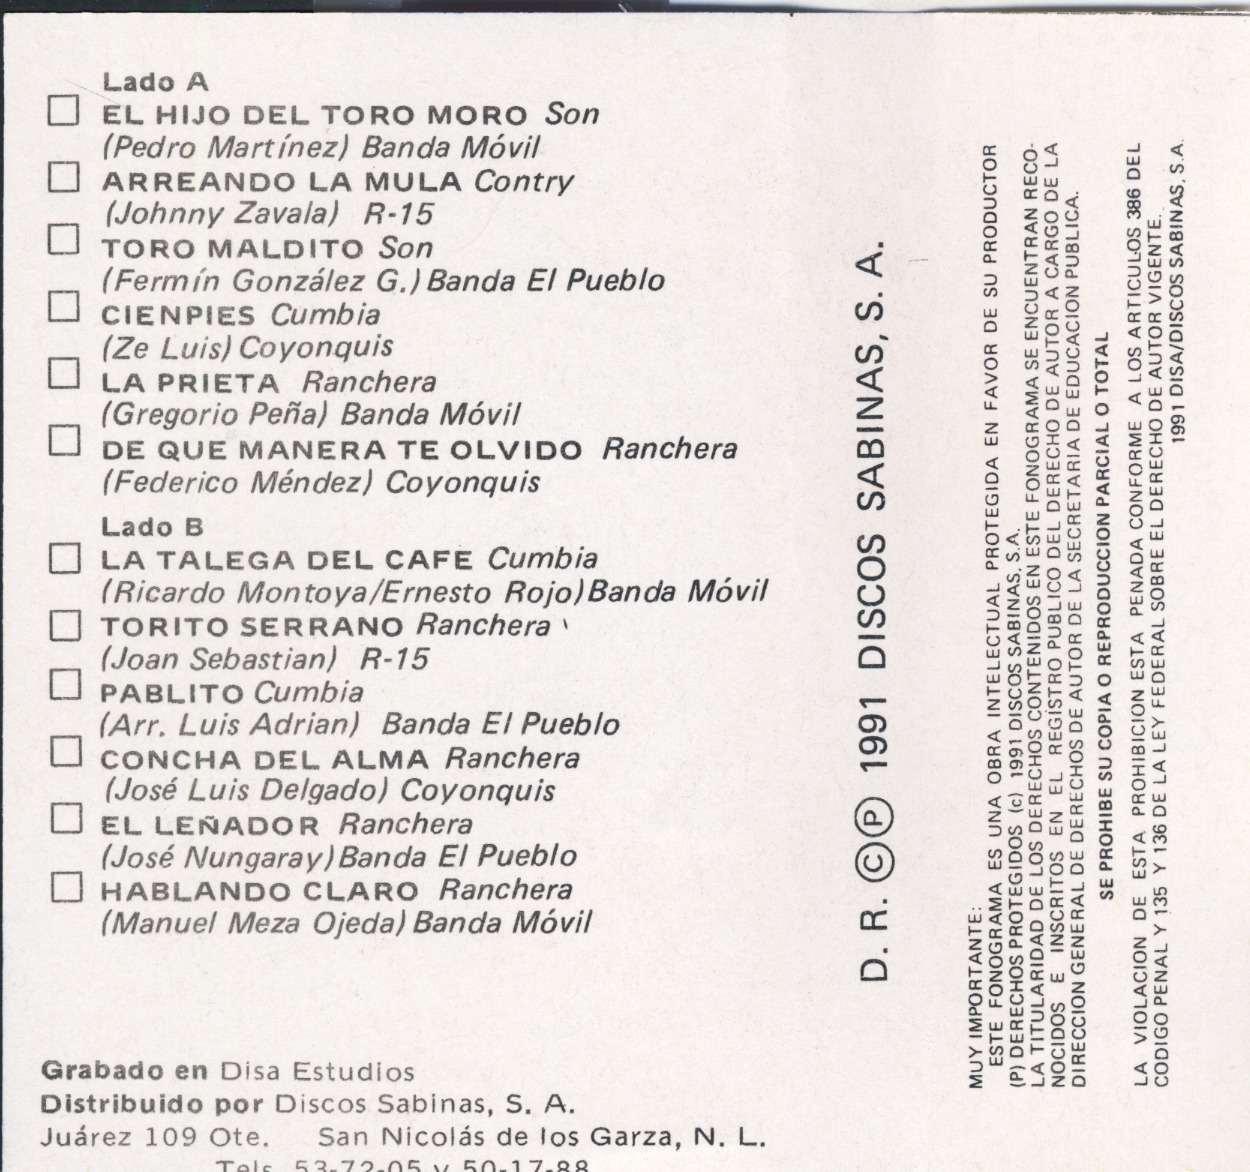 Lado A
EL HIJO DEL TORO MORO Son
(Pedro Martínez) Banda Móvil
ARREANDO LA MULA Contry
(Johnny Zavala) R-15
TORO MALDITO Son
(Fermín González G.) Banda El Pueblo
CIENPIES Cumbia
(Ze Luis) Coyonquis
LA PRIETA Ranchera
(Gregorio Peña) Banda Móvil
DE QUE MANERA TE OLVIDO Ranchera
(Federico Méndez) Coyonquis
Lado B
LA TALEGA DEL CAFE Cumbia
(Ricardo Montoya/Ernesto Rojo) Banda Móvil
TORITO SERRANO Ranchera
(Joan Sebastian) R-15
PABLITO Cumbia
(Arr. Luis Adrian) Banda El Pueblo
CONCHA DEL ALMA Ranchera
(José Luis Delgado) Coyonquis
EL LEÑADOR Ranchera
(José Nungaray) Banda El Pueblo
HABLANDO CLARO Ranchera
(Manuel Meza Ojeda) Banda Móvil
Grabado en Disa Estudios
Distribuido por Discos Sabinas, S. A.
Juárez 109 Ote. San Nicolás de los Garza, N. L.
Tels. 53-72-05 y 50-17-88
D. R. ©Ⓟ 1991 DISCOS SABINAS, S. A.
MUY IMPORTANTE:
ESTE FONOGRAMA ES UNA OBRA INTELECTUAL PROTEGIDA EN FAVOR DE SU PRODUCTOR
(P) DERECHOS PROTEGIDOS (c) 1991 DISCOS SABINAS, S.A.
LA TITULARIDAD DE LOS DERECHOS CONTENIDOS EN ESTE FONOGRAMA SE ENCUENTRAN RECO-
NOCIDOS E INSCRITOS EN EL REGISTRO PUBLICO DEL DERECHO DE AUTOR A CARGO DE LA
DIRECCION GENERAL DE DERECHOS DE AUTOR DE LA SECRETARIA DE EDUCACION PUBLICA.
SE PROHIBE SU COPIA O REPRODUCCION PARCIAL O TOTAL
LA VIOLACION DE ESTA PROHIBICION ESTA PENADA CONFORME A LOS ARTICULOS 386 DEL
CODIGO PENAL Y 135 Y 136 DE LA LEY FEDERAL SOBRE EL DERECHO DE AUTOR VIGENTE.
1991 DISA/DISCOS SABINAS, S.A.